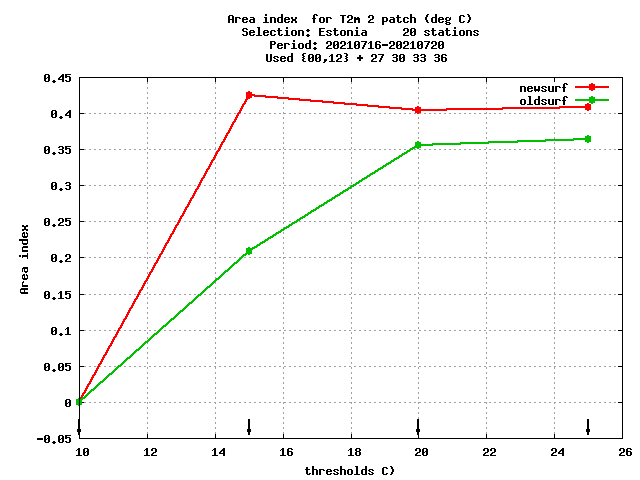 Area index  for T2m 2 patch (deg C)
Selection: Estonia     20 stations
Period: 20210716-20210720
Used {00,12} + 27 30 33 36
newsurf
oldsurf
0.45
0.4
0.35
0.3
0.25
0.2
0.15
0.1
0.05
0
-0.05
Area index
10 12 14 16 18 20 22 24 26
thresholds C)